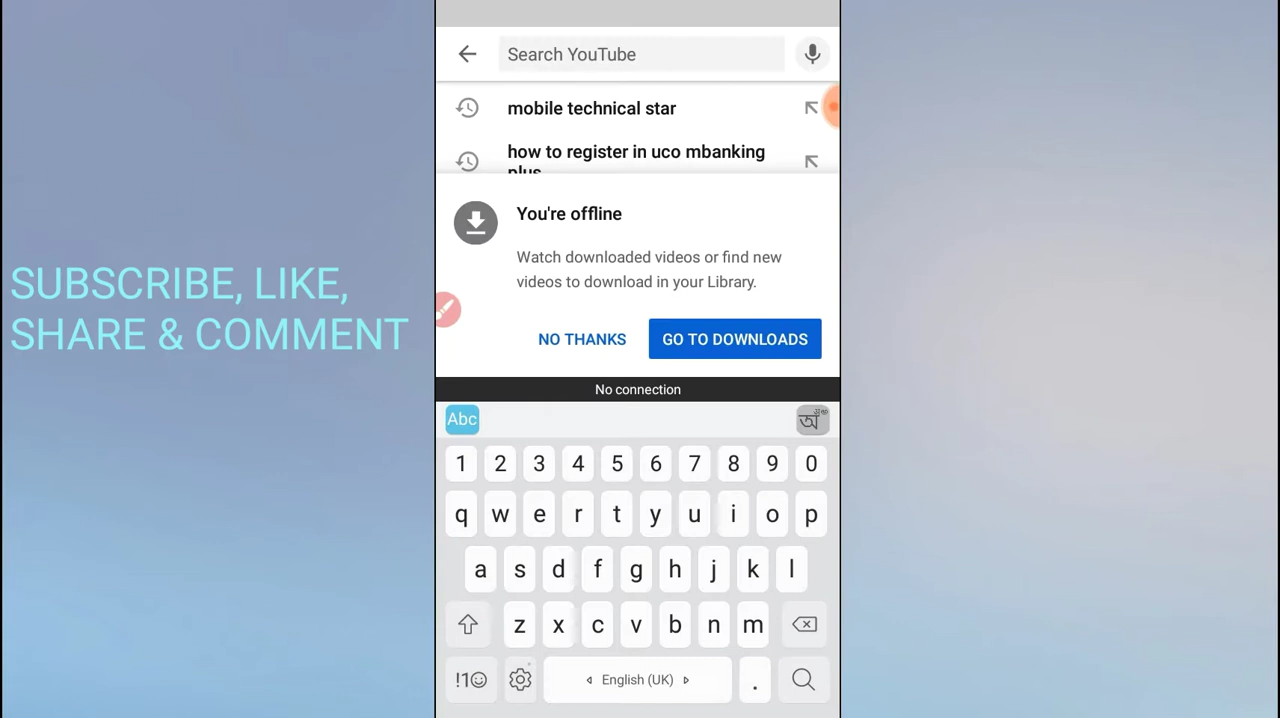 SUBSCRIBE, LIKE,
SHARE & COMMENT
Search YouTube
mobile technical star
how to register in uco mbanking
plus
You're offline
Watch downloaded videos or find new
videos to download in your Library.
NO THANKS
GO TO DOWNLOADS
No connection
Abc
অ
1 2 3 4 5 6 7 8 9 0
q w e r t y u i o p
a s d f g h j k l
z x c v b n m
!1☺ English (UK) .